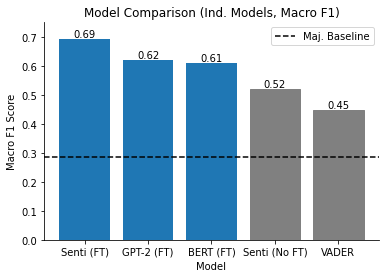 Model Comparison (Ind. Models, Macro F1)
Maj. Baseline
0.69
0.62
0.61
0.52
0.45
Macro F1 Score
0.7
0.6
0.5
0.4
0.3
0.2
0.1
0.0
Senti (FT)
GPT-2 (FT)
BERT (FT)
Senti (No FT)
VADER
Model